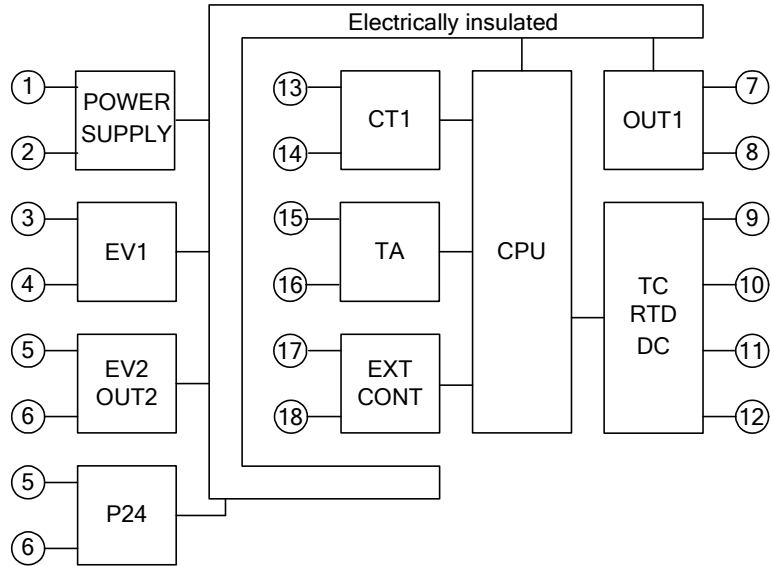 Electrically insulated
1
2
POWER
SUPPLY
3
4
EV1
5
6
EV2
OUT2
5
6
P24
13
14
CT1
15
16
TA
17
18
EXT
CONT
CPU
OUT1
7
8
TC
RTD
DC
9
10
11
12